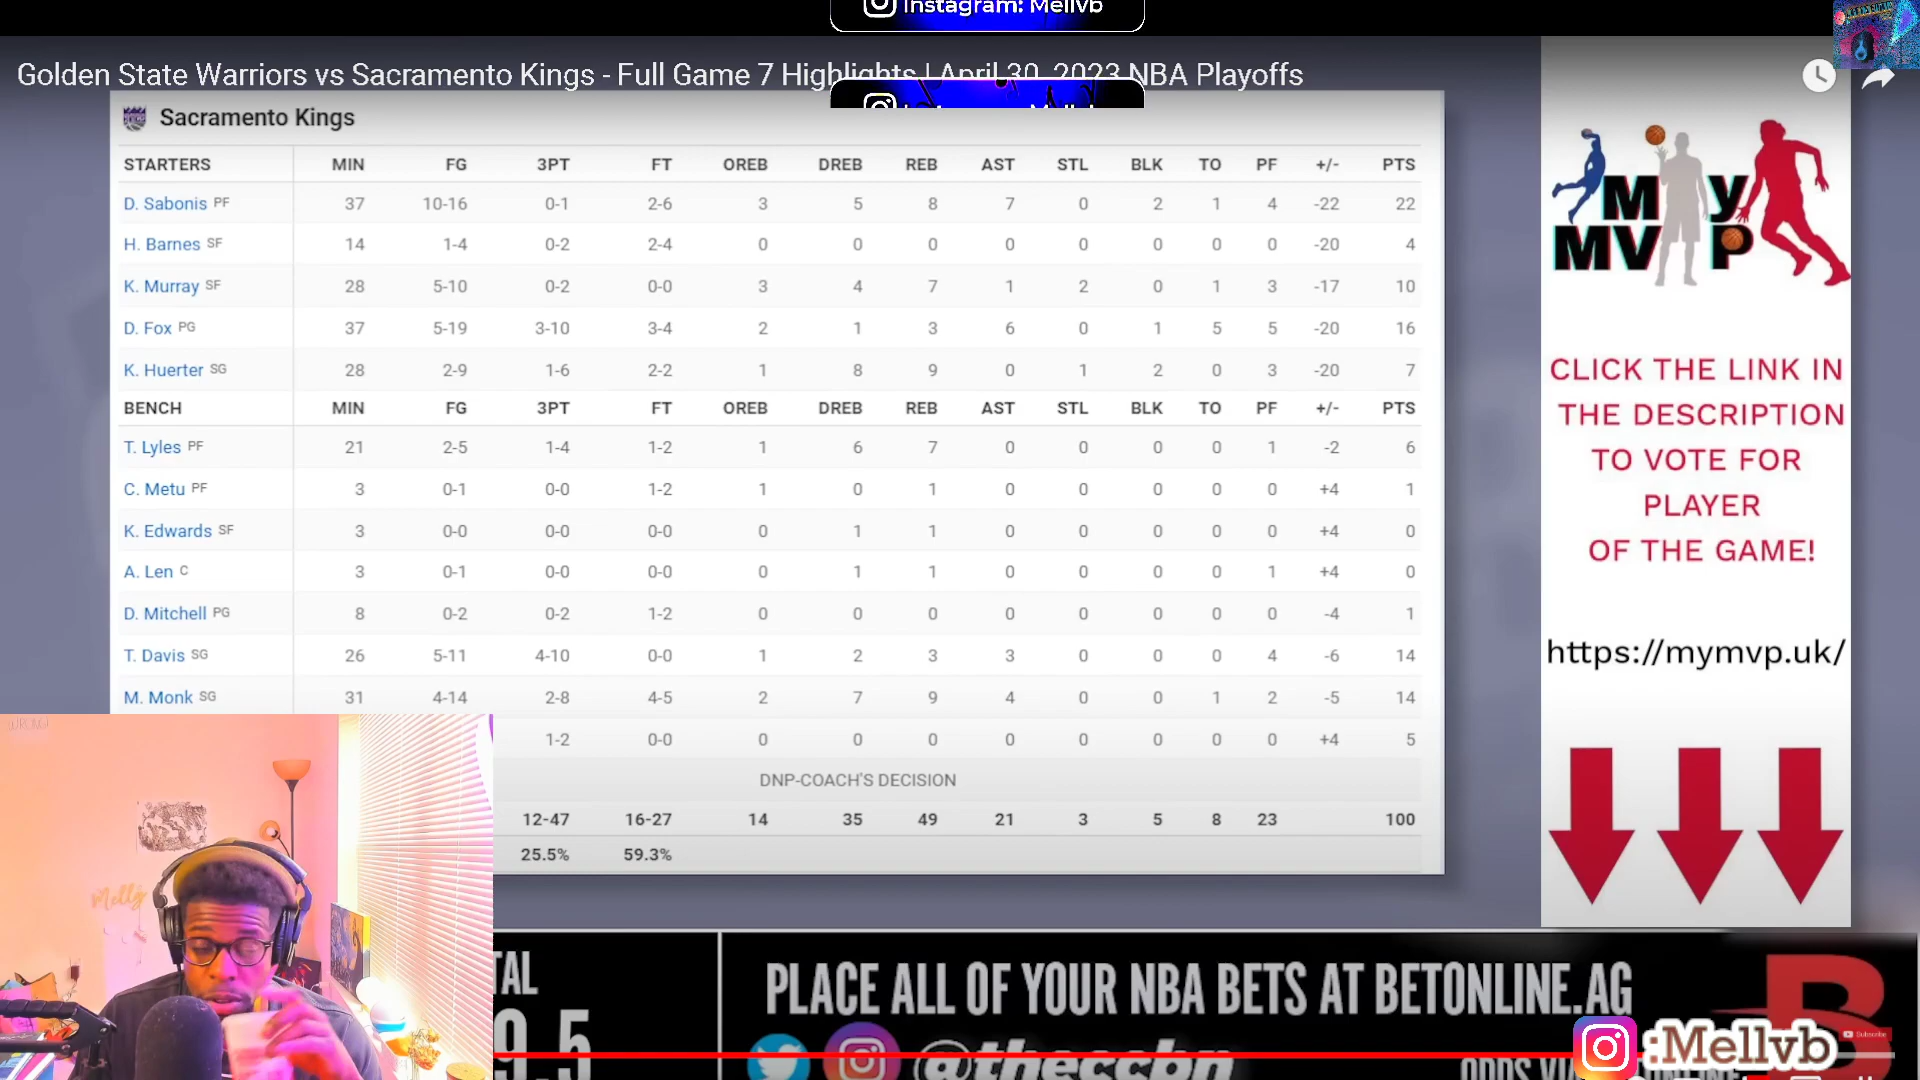 Instagram: Mellvb
Golden State Warriors vs Sacramento Kings - Full Game 7 Highlights | April 30, 2023 NBA Playoffs
Sacramento Kings
STARTERS MIN FG 3PT FT OREB DREB REB AST STL BLK TO PF +/- PTS
D. Sabonis PF 37 10-16 0-1 2-6 3 5 8 7 0 2 1 4 -22 22
H. Barnes SF 14 1-4 0-2 2-4 0 0 0 0 0 0 0 0 -20 4
K. Murray SF 28 5-10 0-2 0-0 3 4 7 1 2 0 1 3 -17 10
D. Fox PG 37 5-19 3-10 3-4 2 1 3 6 0 1 5 5 -20 16
K. Huerter SG 28 2-9 1-6 2-2 1 8 9 0 1 2 0 3 -20 7
BENCH MIN FG 3PT FT OREB DREB REB AST STL BLK TO PF +/- PTS
T. Lyles PF 21 2-5 1-4 1-2 1 6 7 0 0 0 0 1 -2 6
C. Metu PF 3 0-1 0-0 1-2 1 0 1 0 0 0 0 0 +4 1
K. Edwards SF 3 0-0 0-0 0-0 0 1 1 0 0 0 0 0 +4 0
A. Len C 3 0-1 0-0 0-0 0 1 1 0 0 0 0 1 +4 0
D. Mitchell PG 8 0-2 0-2 1-2 0 0 0 0 0 0 0 0 -4 1
T. Davis SG 26 5-11 4-10 0-0 1 2 3 3 0 0 0 4 -6 14
M. Monk SG 31 4-14 2-8 4-5 2 7 9 4 0 0 1 2 -5 14
1-2 0-0 0 0 0 0 0 0 0 0 +4 5
DNP-COACH'S DECISION
12-47 16-27 14 35 49 21 3 5 8 23 100
25.5% 59.3%
MY
MVP
CLICK THE LINK IN
THE DESCRIPTION
TO VOTE FOR
PLAYER
OF THE GAME!
https://mymvp.uk/
Melly
TAL
9.5
PLACE ALL OF YOUR NBA BETS AT BETONLINE.AG
@theccbn
ODDS VIA
:Mellvb
Subscribe